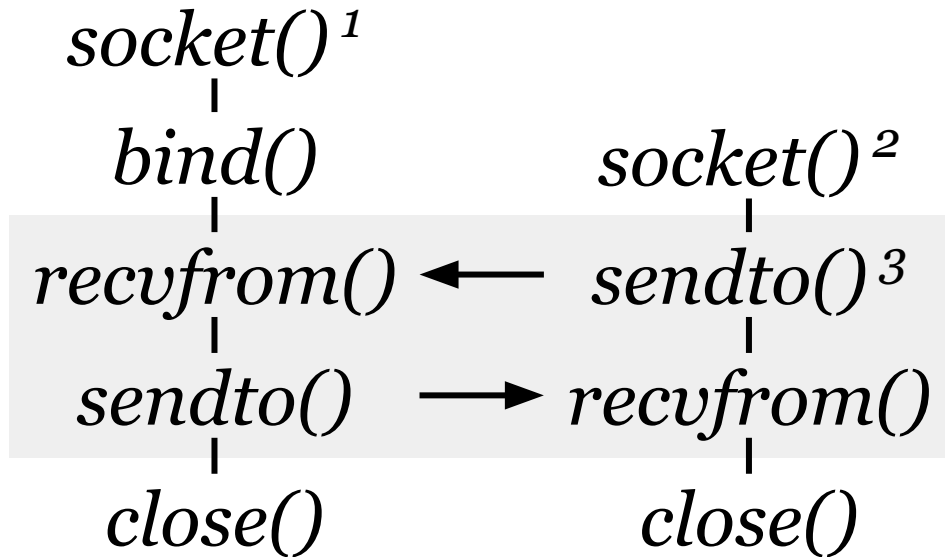 socket()¹
bind() socket()²
recvfrom() sendto()³
sendto() recvfrom()
close() close()